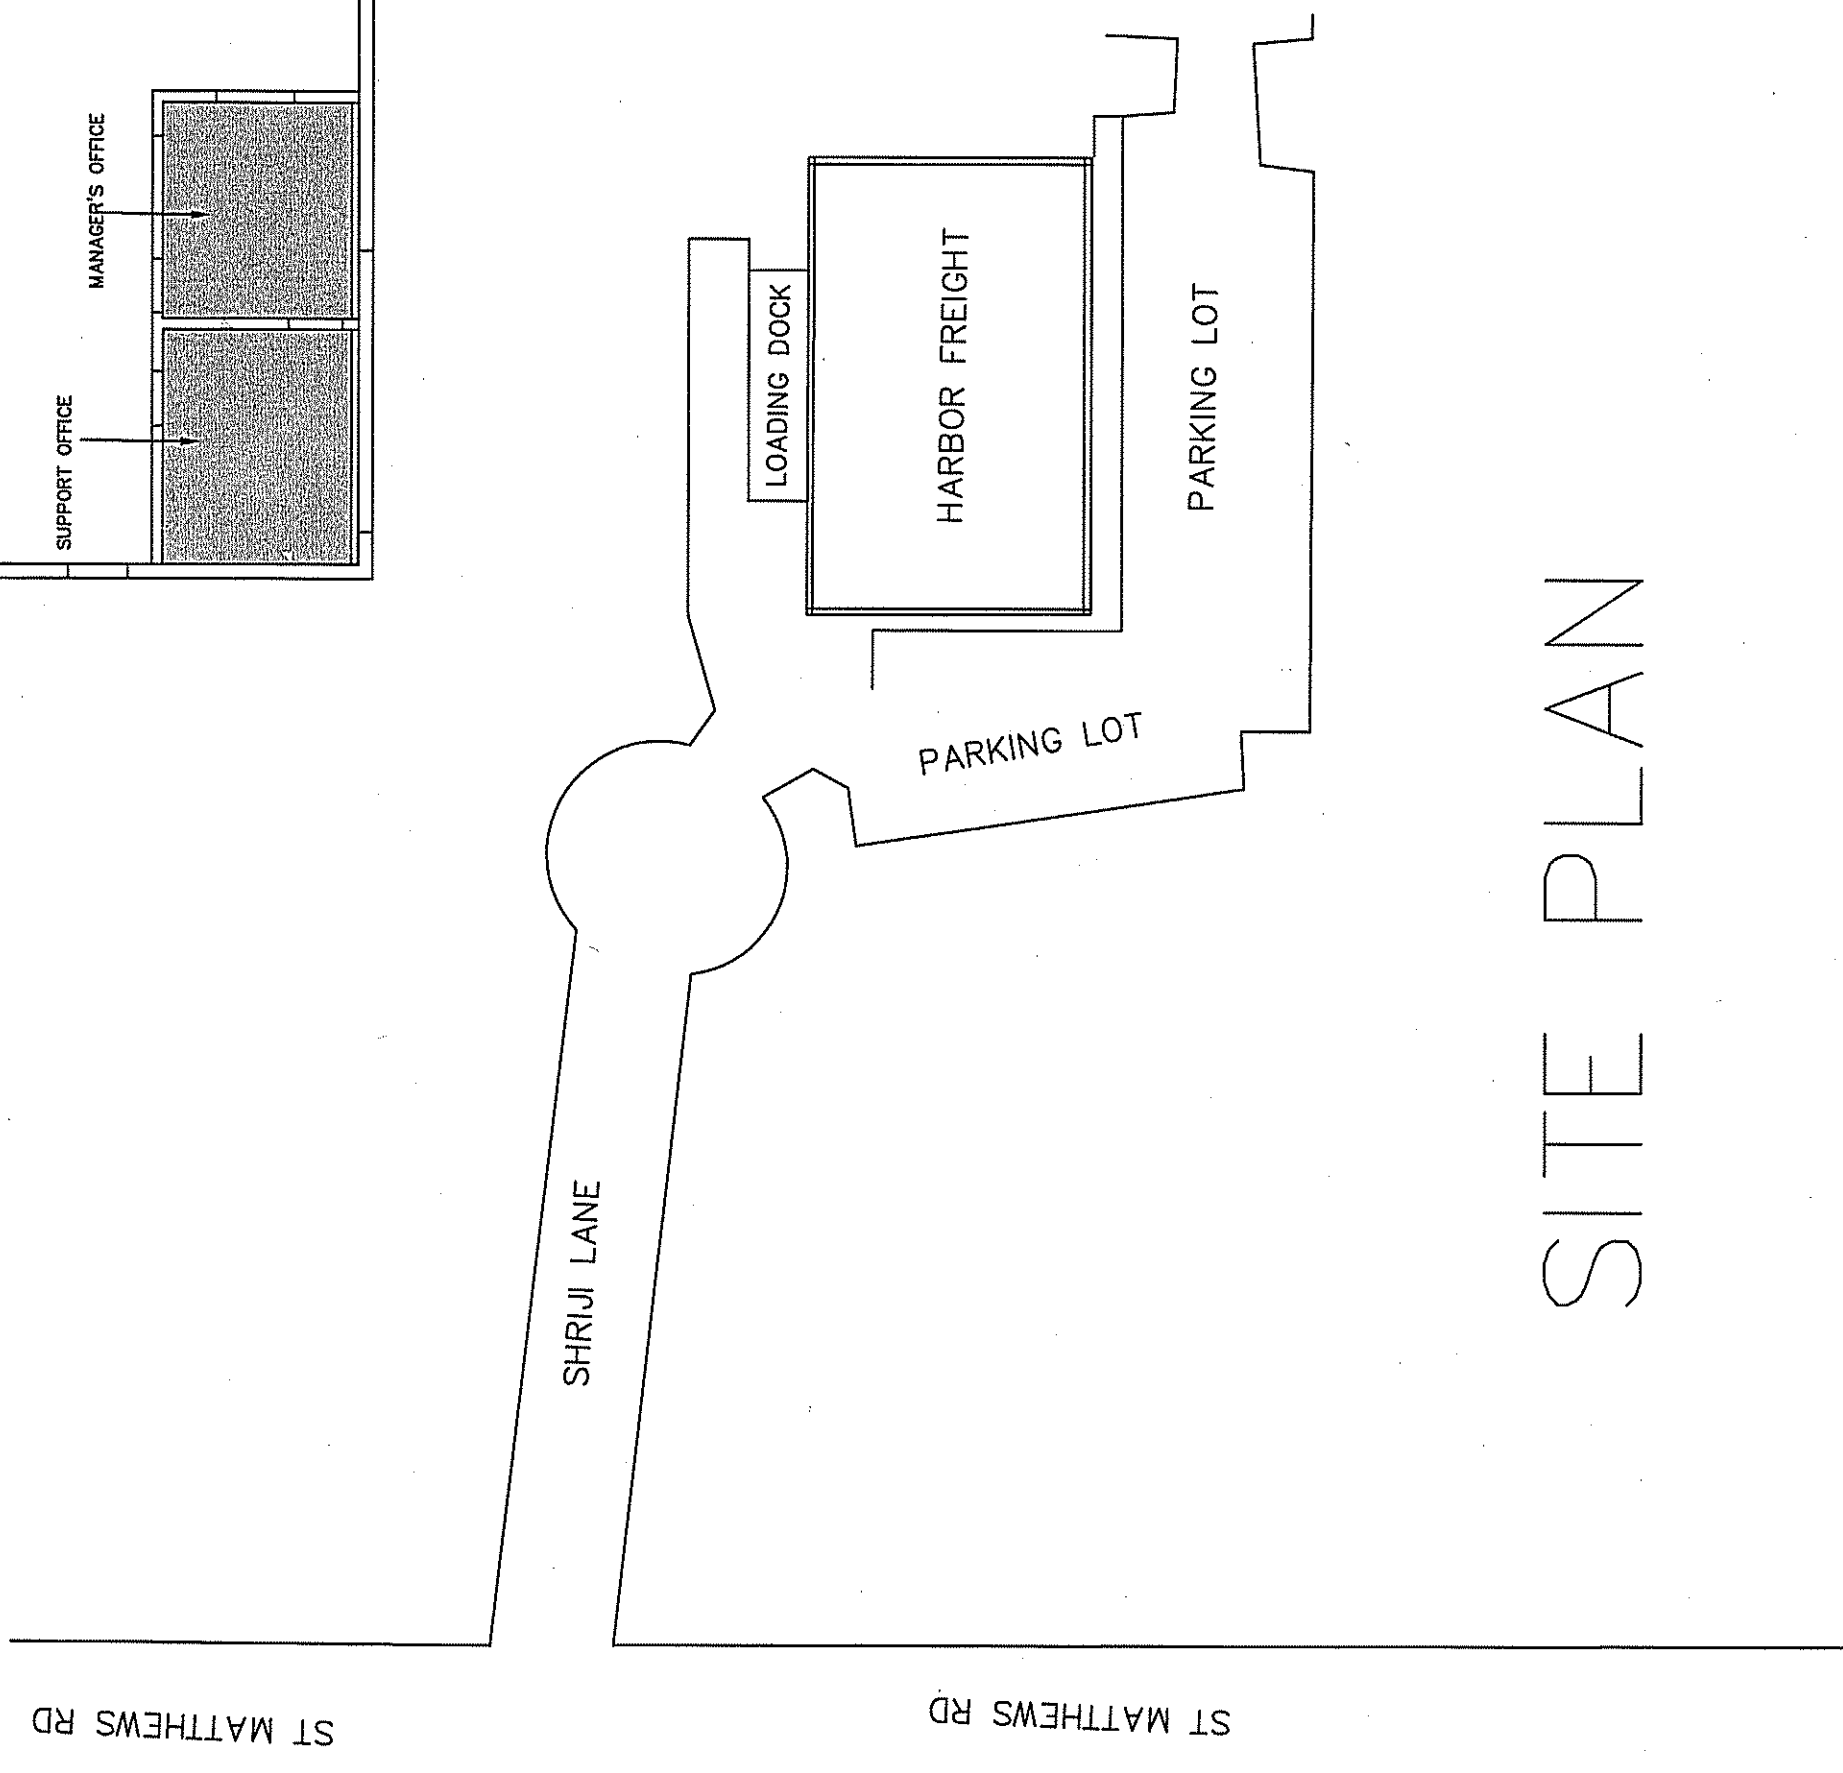 SUPPORT OFFICE
MANAGER'S OFFICE
LOADING DOCK
HARBOR FREIGHT
PARKING LOT
PARKING LOT
SHRIJI LANE
ST MATTHEWS RD
ST MATTHEWS RD
SITE PLAN